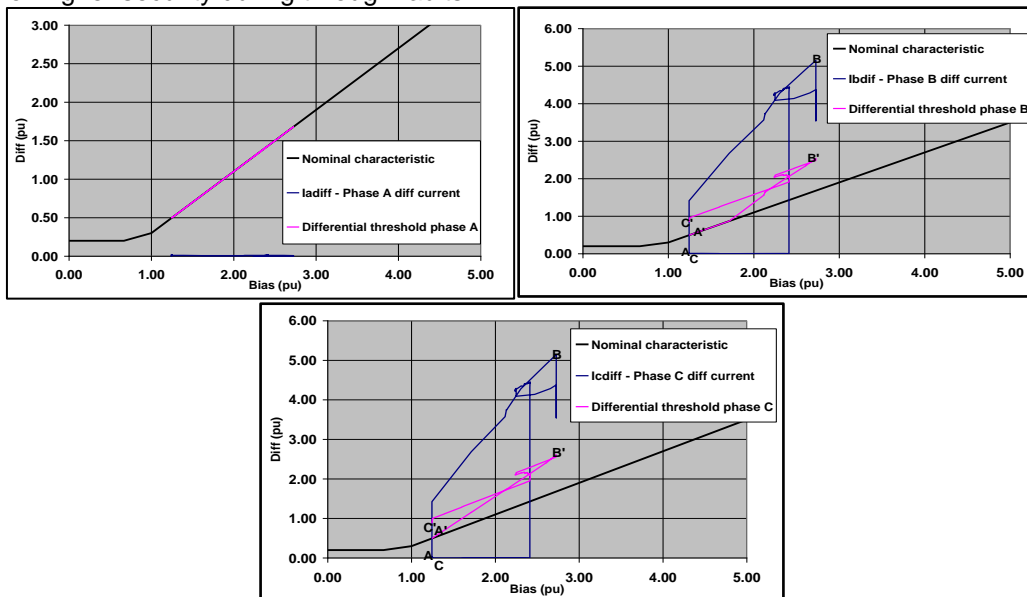 3.00
2.50
2.00
1.50
1.00
0.50
0.00
Diff (pu)
0.00 1.00 2.00 3.00 4.00 5.00
Bias (pu)
Nominal characteristic
Iadiff - Phase A diff current
Differential threshold phase A
6.00
5.00
4.00
3.00
2.00
1.00
0.00
Diff (pu)
0.00 1.00 2.00 3.00 4.00 5.00
Bias (pu)
B
B'
C'
A'
A
C
Nominal characteristic
Ibdif - Phase B diff current
Differential threshold phase B
6.00
5.00
4.00
3.00
2.00
1.00
0.00
Diff (pu)
0.00 1.00 2.00 3.00 4.00 5.00
Bias (pu)
B
B'
C'
A'
A
C
Nominal characteristic
Icdiff - Phase C diff current
Differential threshold phase C